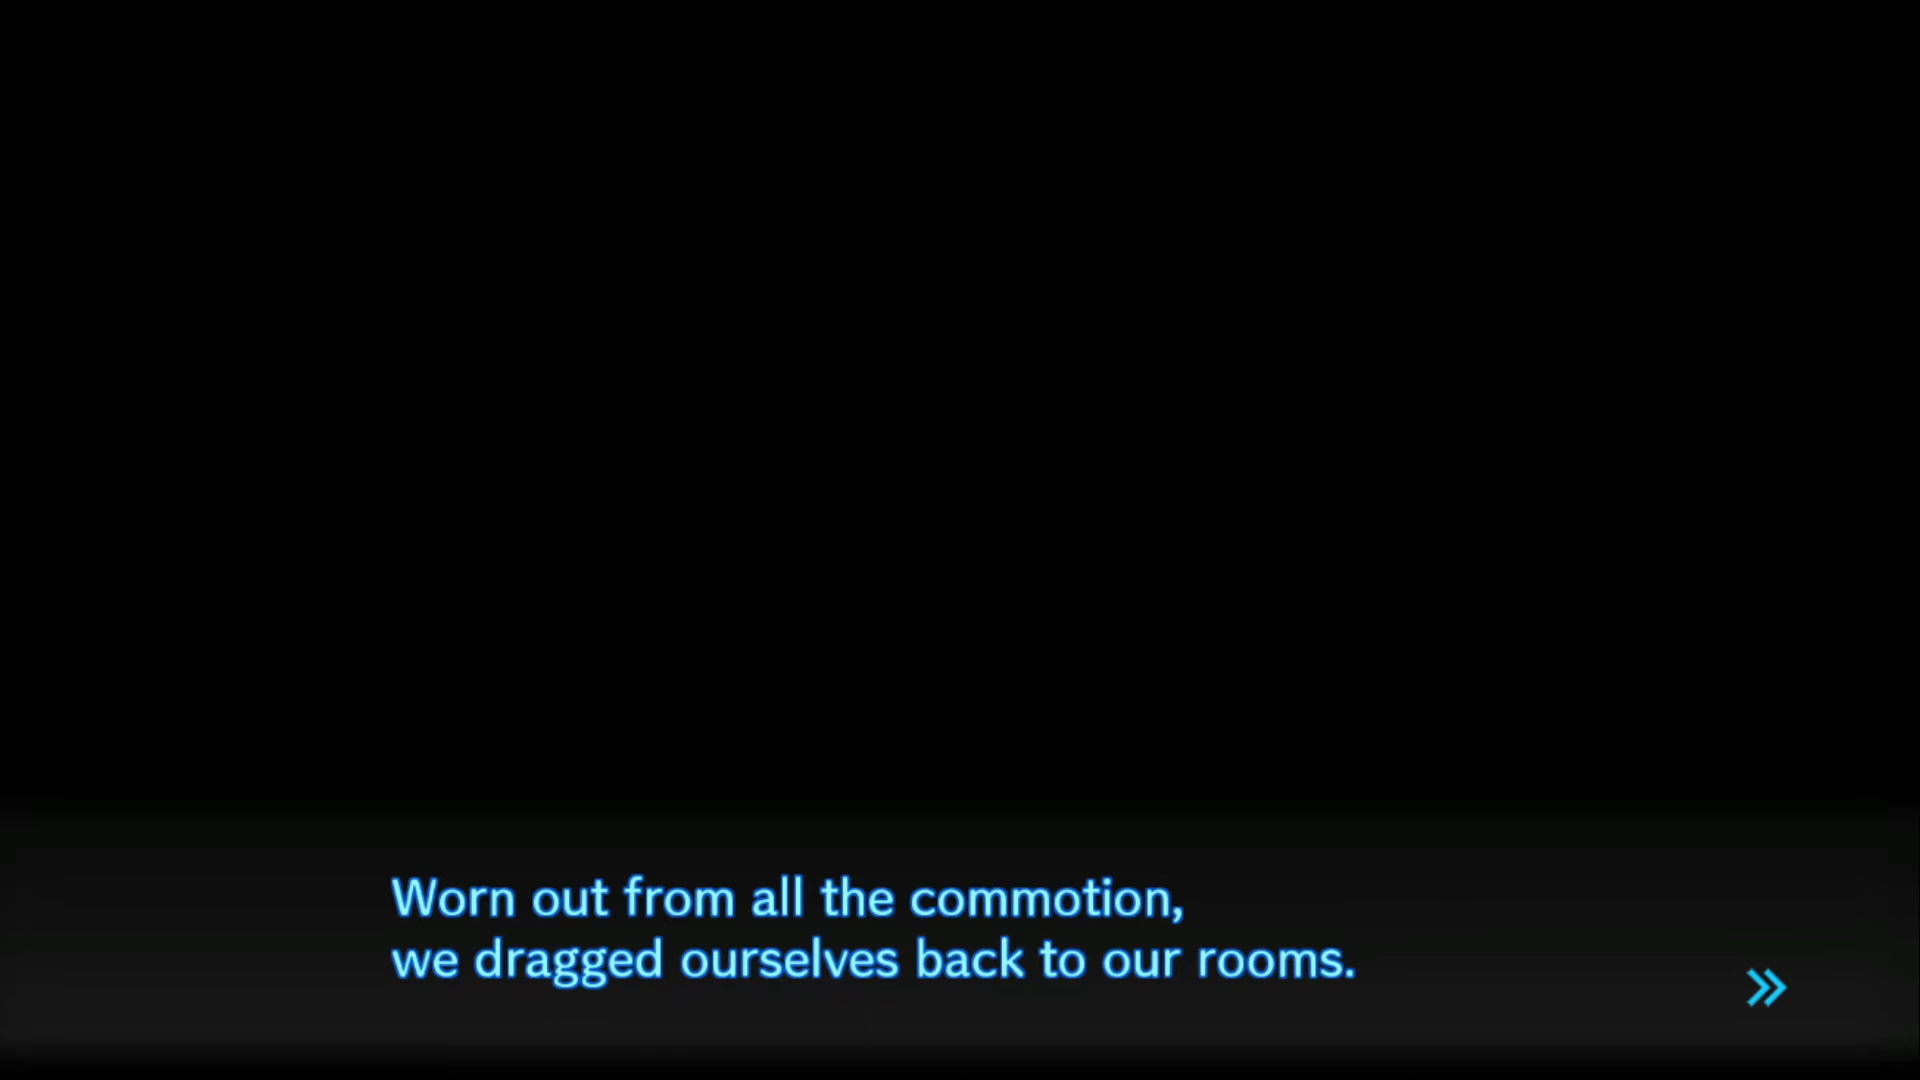 Worn out from all the commotion,
we dragged ourselves back to our rooms.